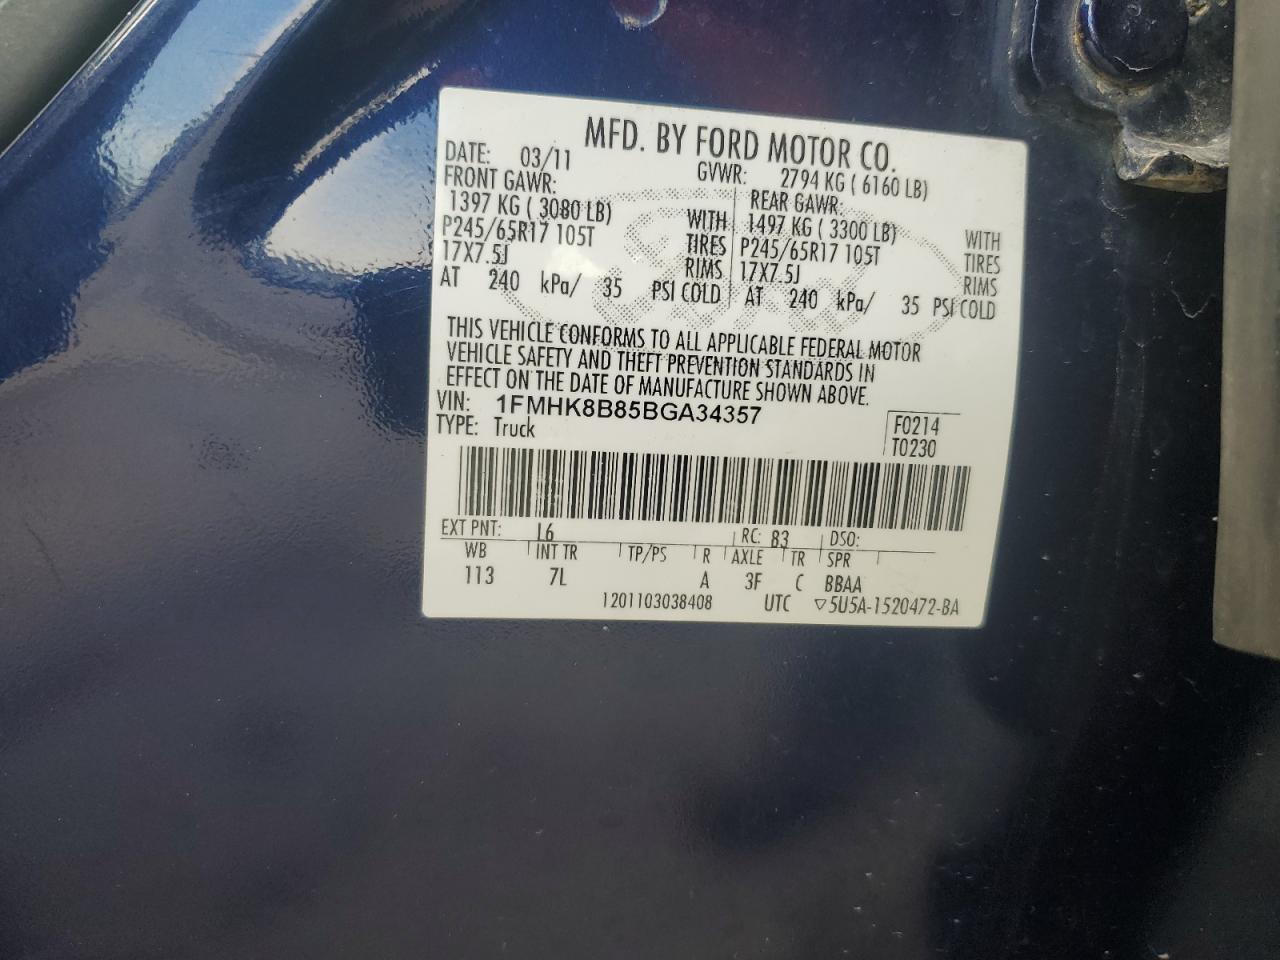 MFD. BY FORD MOTOR CO.
DATE: 03/11 GVWR: 2794 KG ( 6160 LB)
FRONT GAWR: REAR GAWR:
1397 KG ( 3080 LB) WITH 1497 KG ( 3300 LB) WITH
P245/65R17 105T TIRES P245/65R17 105T TIRES
17X7.5J RIMS 17X7.5J RIMS
AT 240 kPa/ 35 PSI COLD AT 240 kPa/ 35 PSI COLD
THIS VEHICLE CONFORMS TO ALL APPLICABLE FEDERAL MOTOR
VEHICLE SAFETY AND THEFT PREVENTION STANDARDS IN
EFFECT ON THE DATE OF MANUFACTURE SHOWN ABOVE.
VIN: 1FMHK8B85BGA34357
TYPE: Truck
F0214
T0230
EXT PNT: L6 RC: 83 DSO:
WB INT TR TP/PS R AXLE TR SPR
113 7L A 3F C BBAA
1201103038408 UTC ▽5U5A-1520472-BA